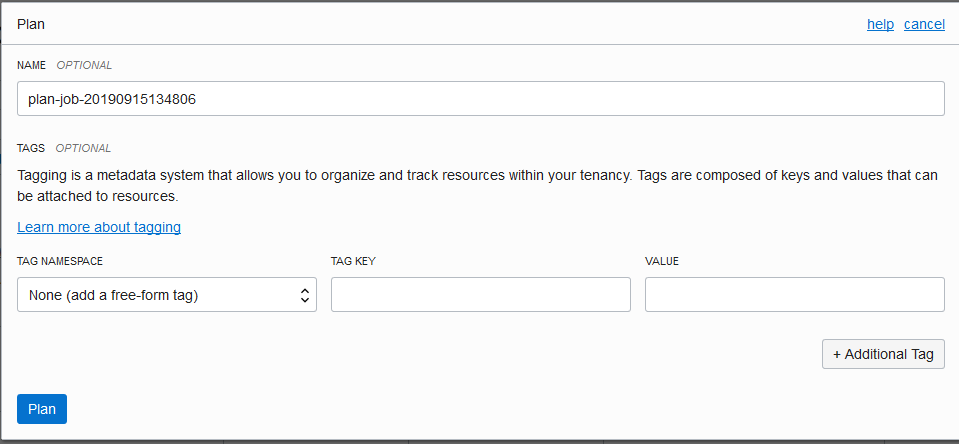 Plan
help cancel
NAME OPTIONAL
plan-job-20190915134806
TAGS OPTIONAL
Tagging is a metadata system that allows you to organize and track resources within your tenancy. Tags are composed of keys and values that can
be attached to resources.
Learn more about tagging
TAG NAMESPACE TAG KEY VALUE
None (add a free-form tag)
+ Additional Tag
Plan